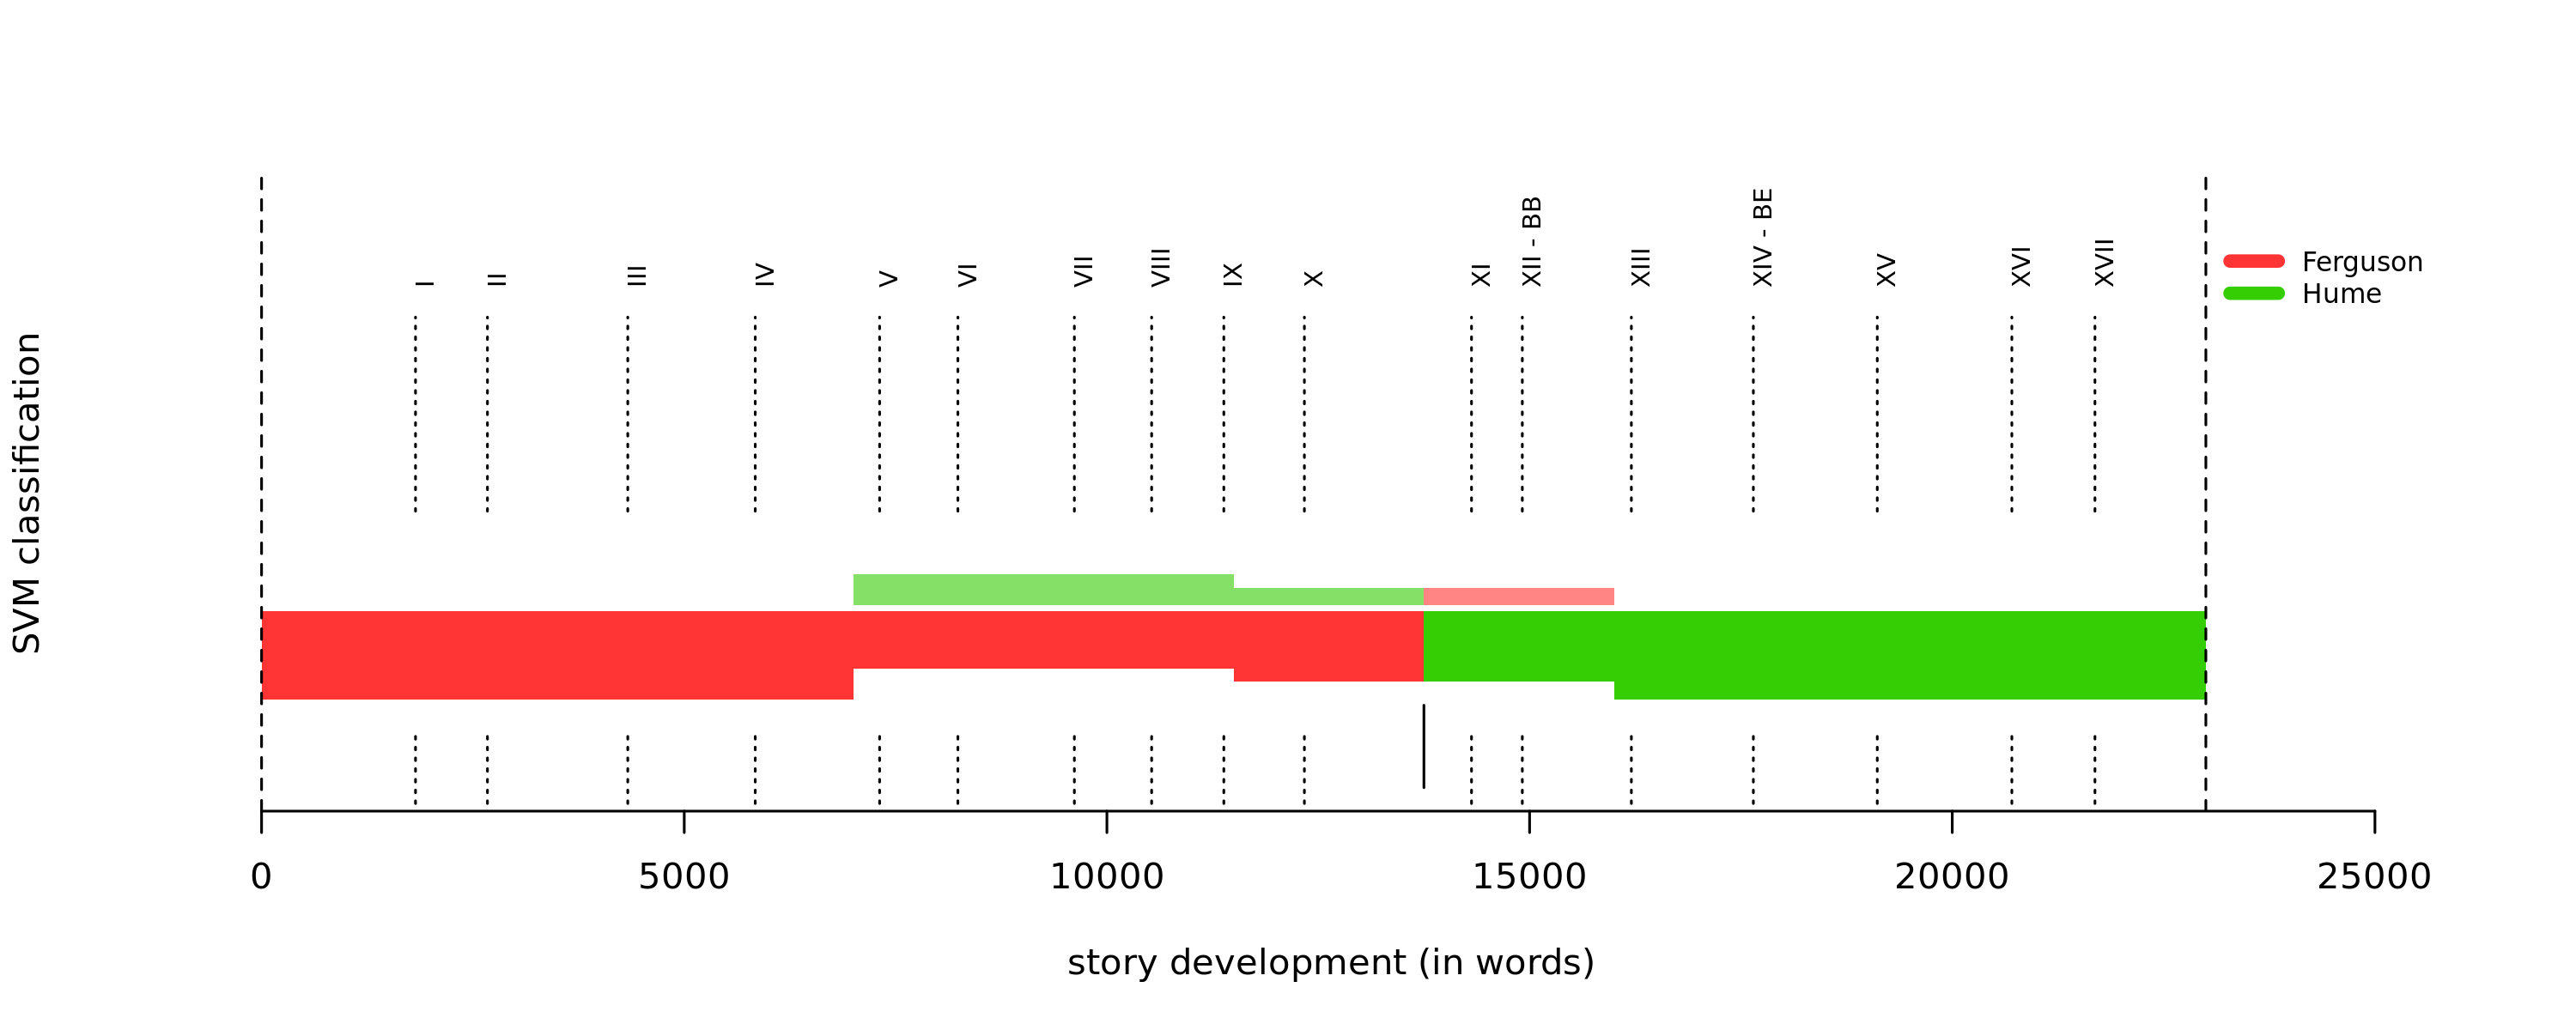 SVM classification
I
II
III
IV
V
VI
VII
VIII
IX
X
XI
XII - BB
XIII
XIV - BE
XV
XVI
XVII
Ferguson
Hume
0 5000 10000 15000 20000 25000
story development (in words)